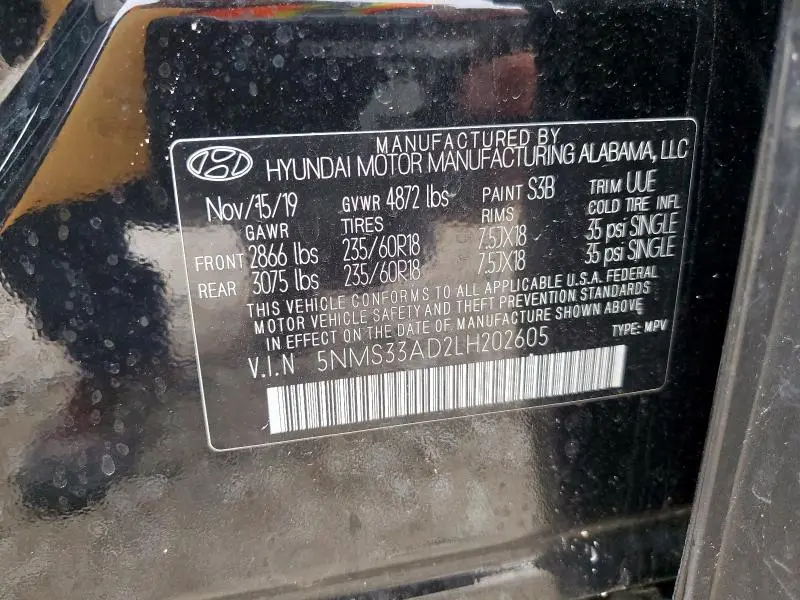 MANUFACTURED BY
HYUNDAI MOTOR MANUFACTURING ALABAMA, LLC
Nov/15/19 GVWR 4872 lbs PAINT S3B TRIM UUE
GAWR TIRES RIMS COLD TIRE INFL
FRONT 2866 lbs 235/60R18 7.5JX18 35 psi SINGLE
REAR 3075 lbs 235/60R18 7.5JX18 35 psi SINGLE
THIS VEHICLE CONFORMS TO ALL APPLICABLE U.S.A. FEDERAL
MOTOR VEHICLE SAFETY AND THEFT PREVENTION STANDARDS
IN EFFECT ON THE DATE OF MANUFACTURE SHOWN ABOVE
V.I.N 5NMS33AD2LH202605 TYPE: MPV